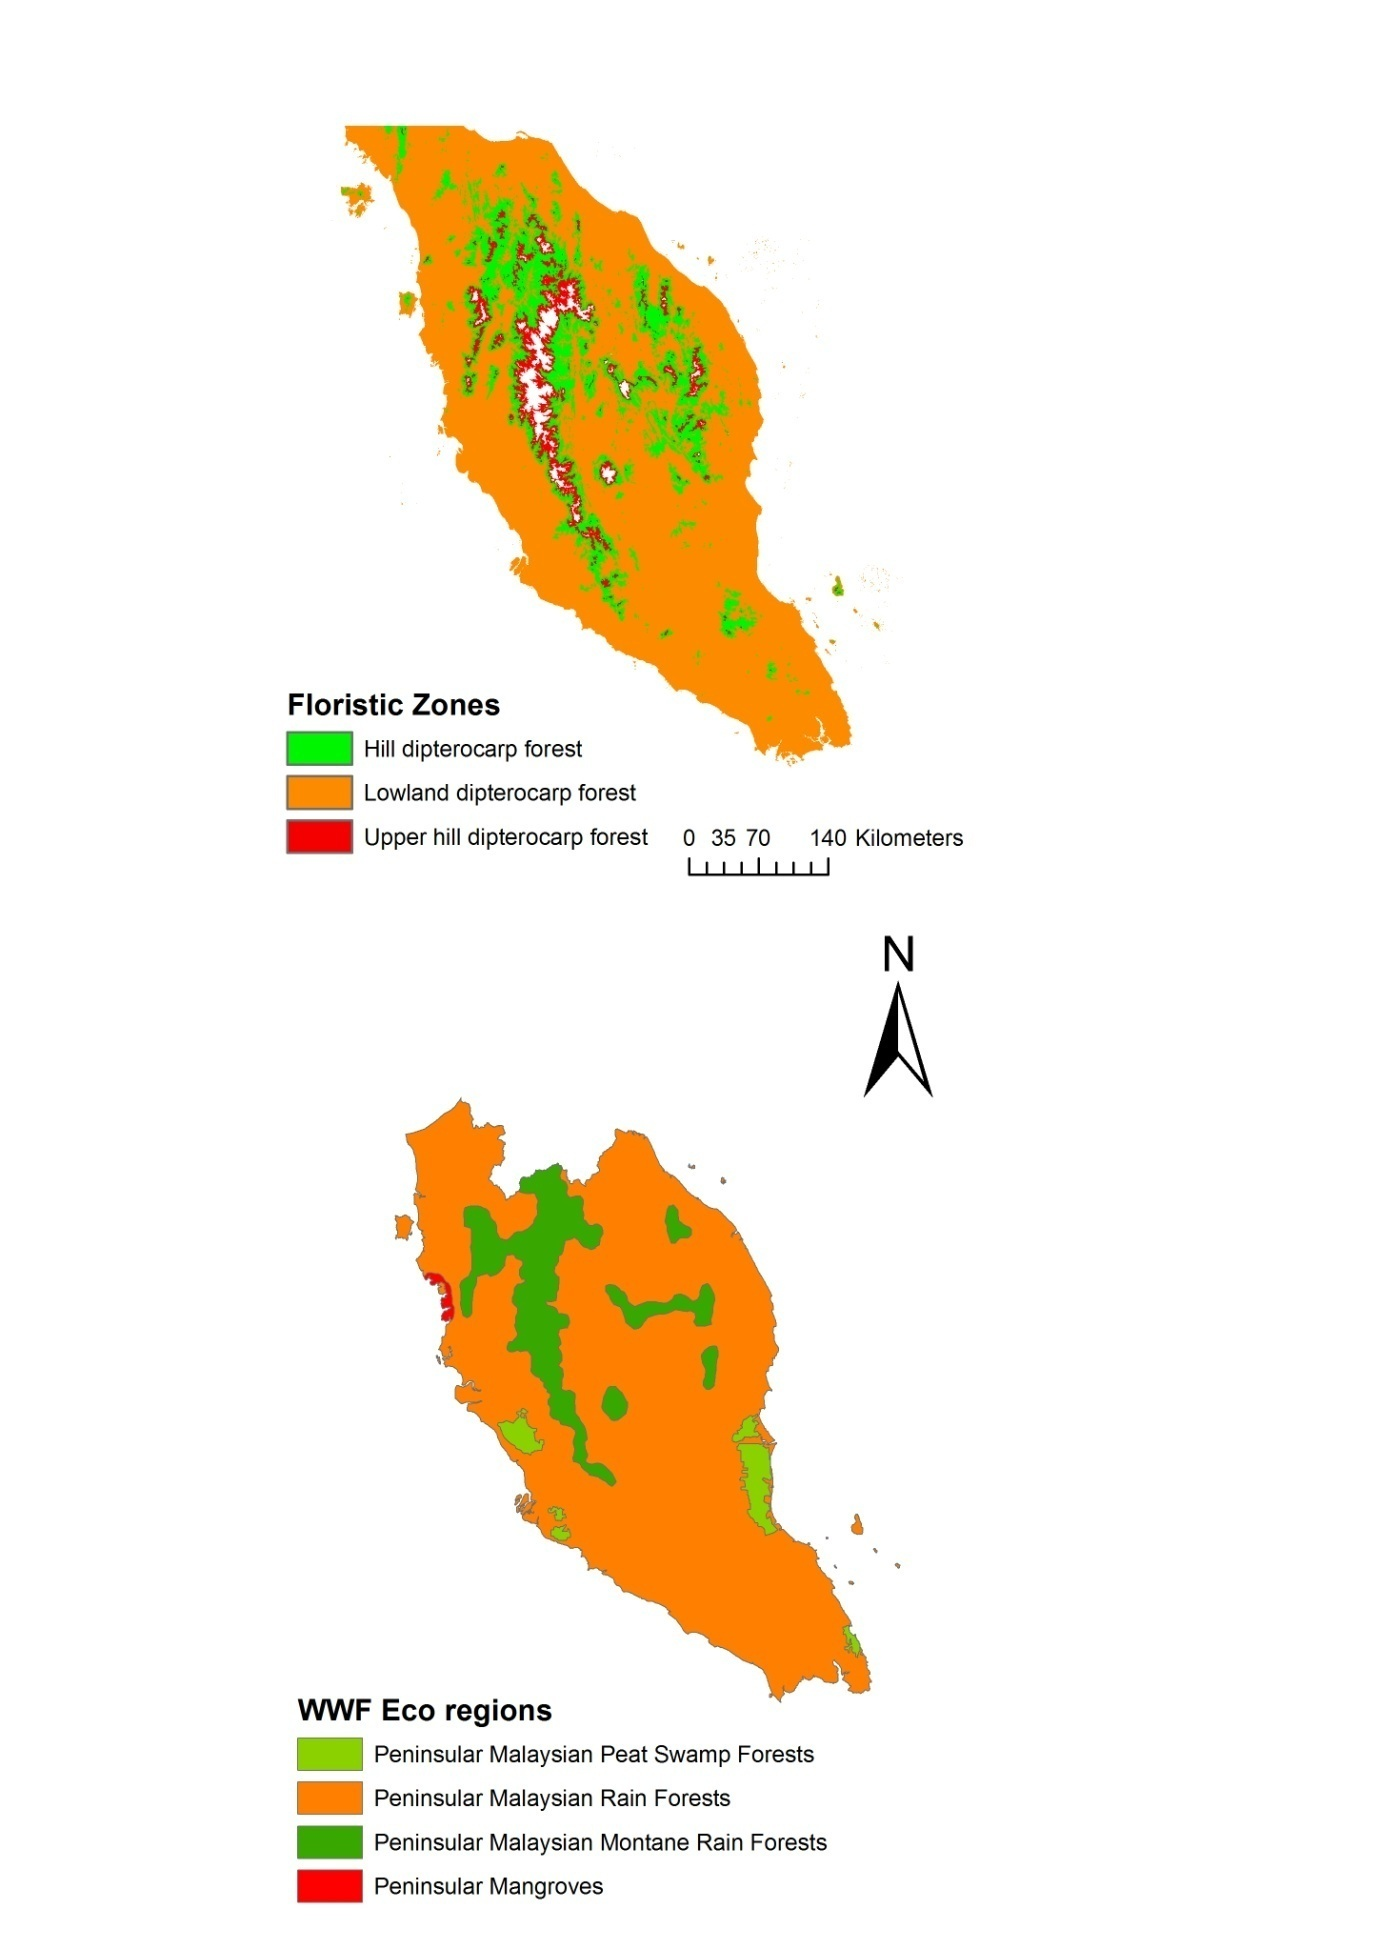 Floristic Zones
Hill dipterocarp forest
Lowland dipterocarp forest
Upper hill dipterocarp forest
0 35 70 140 Kilometers
N
WWF Eco regions
Peninsular Malaysian Peat Swamp Forests
Peninsular Malaysian Rain Forests
Peninsular Malaysian Montane Rain Forests
Peninsular Mangroves